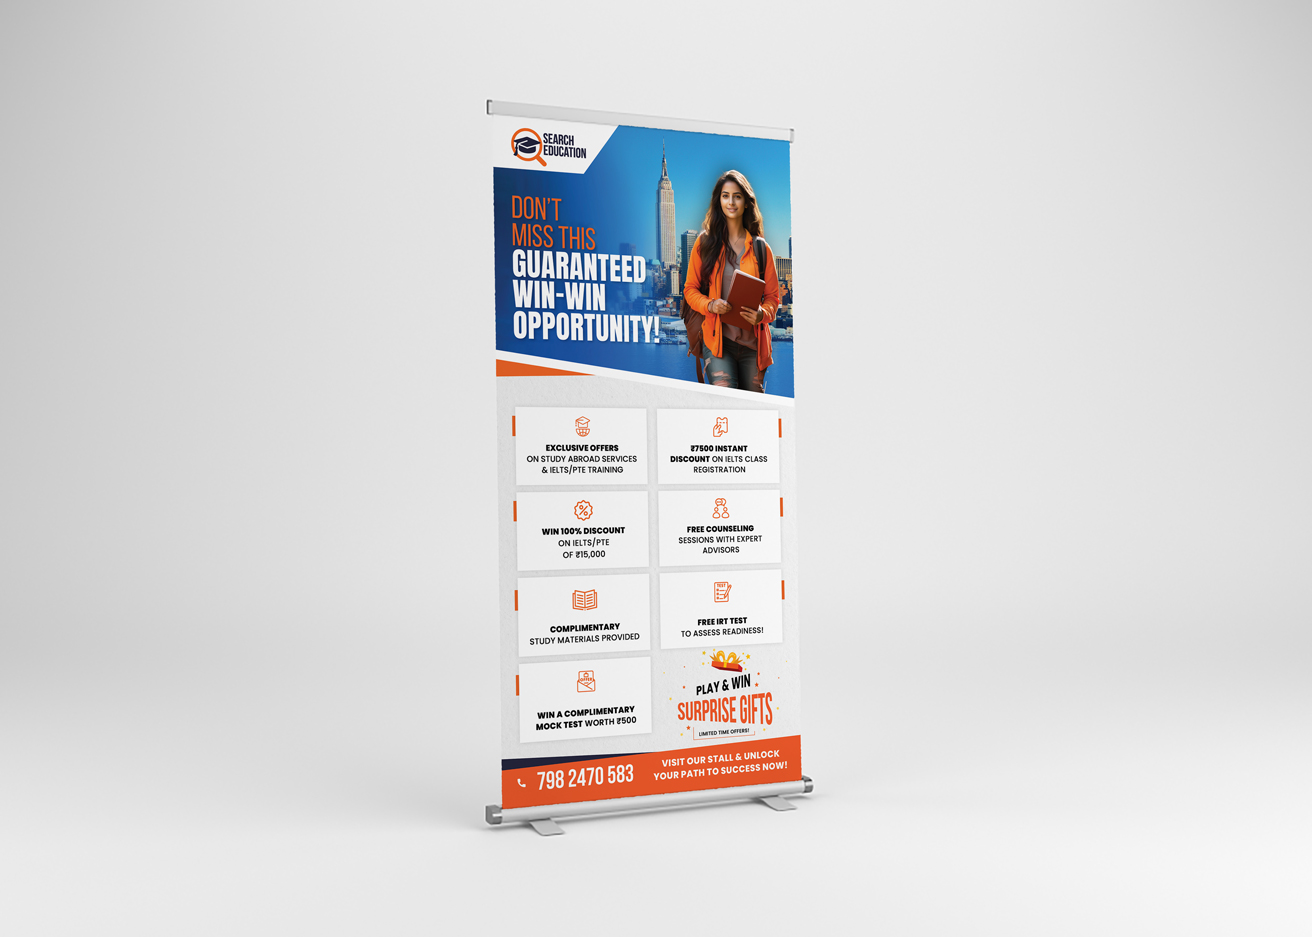 SEARCH
EDUCATION
DON'T
MISS THIS
GUARANTEED
WIN-WIN
OPPORTUNITY!
EXCLUSIVE OFFERS
ON STUDY ABROAD SERVICES
& IELTS/PTE TRAINING
₹7500 INSTANT
DISCOUNT ON IELTS CLASS
REGISTRATION
WIN 100% DISCOUNT
ON IELTS/PTE
OF ₹15,000
FREE COUNSELING
SESSIONS WITH EXPERT
ADVISORS
COMPLIMENTARY
STUDY MATERIALS PROVIDED
TEST
FREE IRT TEST
TO ASSESS READINESS!
OFFER
WIN A COMPLIMENTARY
MOCK TEST WORTH ₹500
PLAY & WIN
SURPRISE GIFTS
LIMITED TIME OFFERS!
798 2470 583
VISIT OUR STALL & UNLOCK
YOUR PATH TO SUCCESS NOW!